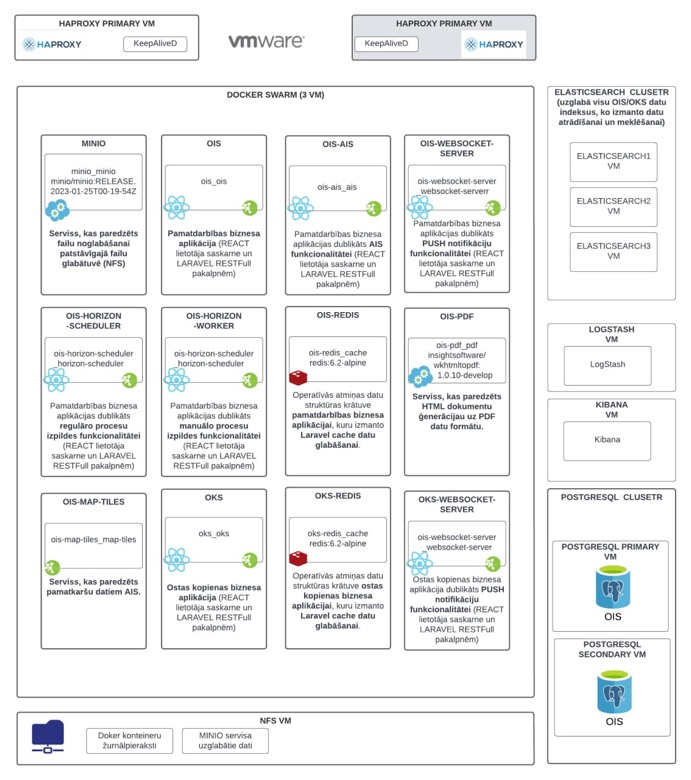 HAPROXY PRIMARY VM
HAPROXY
KeepAliveD
vmware®
HAPROXY PRIMARY VM
KeepAliveD
HAPROXY
DOCKER SWARM (3 VM)
MINIO
minio_minio
minio/minio:RELEASE.
2023-01-25T00-19-54Z
Serviss, kas paredzēts
failu noglabāšanai
patstāvīgajā failu
glabātuvē (NFS)
OIS
ois_ois
Pamatdarbības biznesa
aplikācija (REACT
lietotāja saskarne un
LARAVEL RESTFull
pakalpnēm)
OIS-AIS
ois-ais_ais
Pamatdarbības biznesa
aplikācijas dublikāts AIS
funkcionalitātei (REACT
lietotāja saskarne un
LARAVEL RESTFull
pakalpnēm)
OIS-WEBSOCKET-
SERVER
ois-websocket-server
_websocket-serverr
Pamatdarbības biznesa
aplikācijas dublikāts
PUSH notifikāciju
funkcionalitātei (REACT
lietotāja saskarne un
LARAVEL RESTFull
pakalpnēm)
OIS-HORIZON
-SCHEDULER
ois-horizon-scheduler
horizon-scheduler
Pamatdarbības biznesa
aplikācijas dublikāts
regulāro procesu
izpildes funkcionalitātei
(REACT lietotāja
saskarne un LARAVEL
RESTFull pakalpnēm)
OIS-HORIZON
-WORKER
ois-horizon-scheduler
horizon-scheduler
Pamatdarbības biznesa
aplikācijas dublikāts
manuālo procesu
izpildes funkcionalitātei
(REACT lietotāja
saskarne un LARAVEL
RESTFull pakalpnēm)
OIS-REDIS
ois-redis_cache
redis:6.2-alpine
Operatīvās atmiņas datu
struktūras krātuve
pamatdarbības biznesa
aplikācijai, kuru izmanto
Laravel cache datu
glabāšanai.
OIS-PDF
ois-pdf_pdf
insightsoftware/
wkhtmltopdf:
1.0.10-develop
Serviss, kas paredzēts
HTML dokumentu
ģenerācijau uz PDF
datu formātu.
OIS-MAP-TILES
ois-map-tiles_map-tiles
Serviss, kas paredzēts
pamatkaršu datiem AIS.
OKS
oks_oks
Ostas kopienas biznesa
aplikācija (REACT
lietotāja saskarne un
LARAVEL RESTFull
pakalpnēm)
OKS-REDIS
oks-redis_cache
redis:6.2-alpine
Operatīvās atmiņas datu
struktūras krātuve ostas
kopienas biznesa
aplikācijai, kuru izmanto
Laravel cache datu
glabāšanai.
OKS-WEBSOCKET-
SERVER
ois-websocket-server
_websocket-server
Ostas kopienas biznesa
aplikācija dublikāts PUSH
notifikāciju
funkcionalitātei (REACT
lietotāja saskarne un
LARAVEL RESTFull
pakalpnēm)
NFS VM
Doker konteineru
žurnālpieraksti
MINIO servisa
uzglabātie dati
ELASTICSEARCH CLUSETR
(uzglabā visu OIS/OKS datu
indeksus, ko izmanto datu
atrādīšanai un meklēšanai)
ELASTICSEARCH1
VM
ELASTICSEARCH2
VM
ELASTICSEARCH3
VM
LOGSTASH
VM
LogStash
KIBANA
VM
Kibana
POSTGRESQL CLUSETR
POSTGRESQL PRIMARY
VM
OIS
POSTGRESQL
SECONDARY VM
OIS